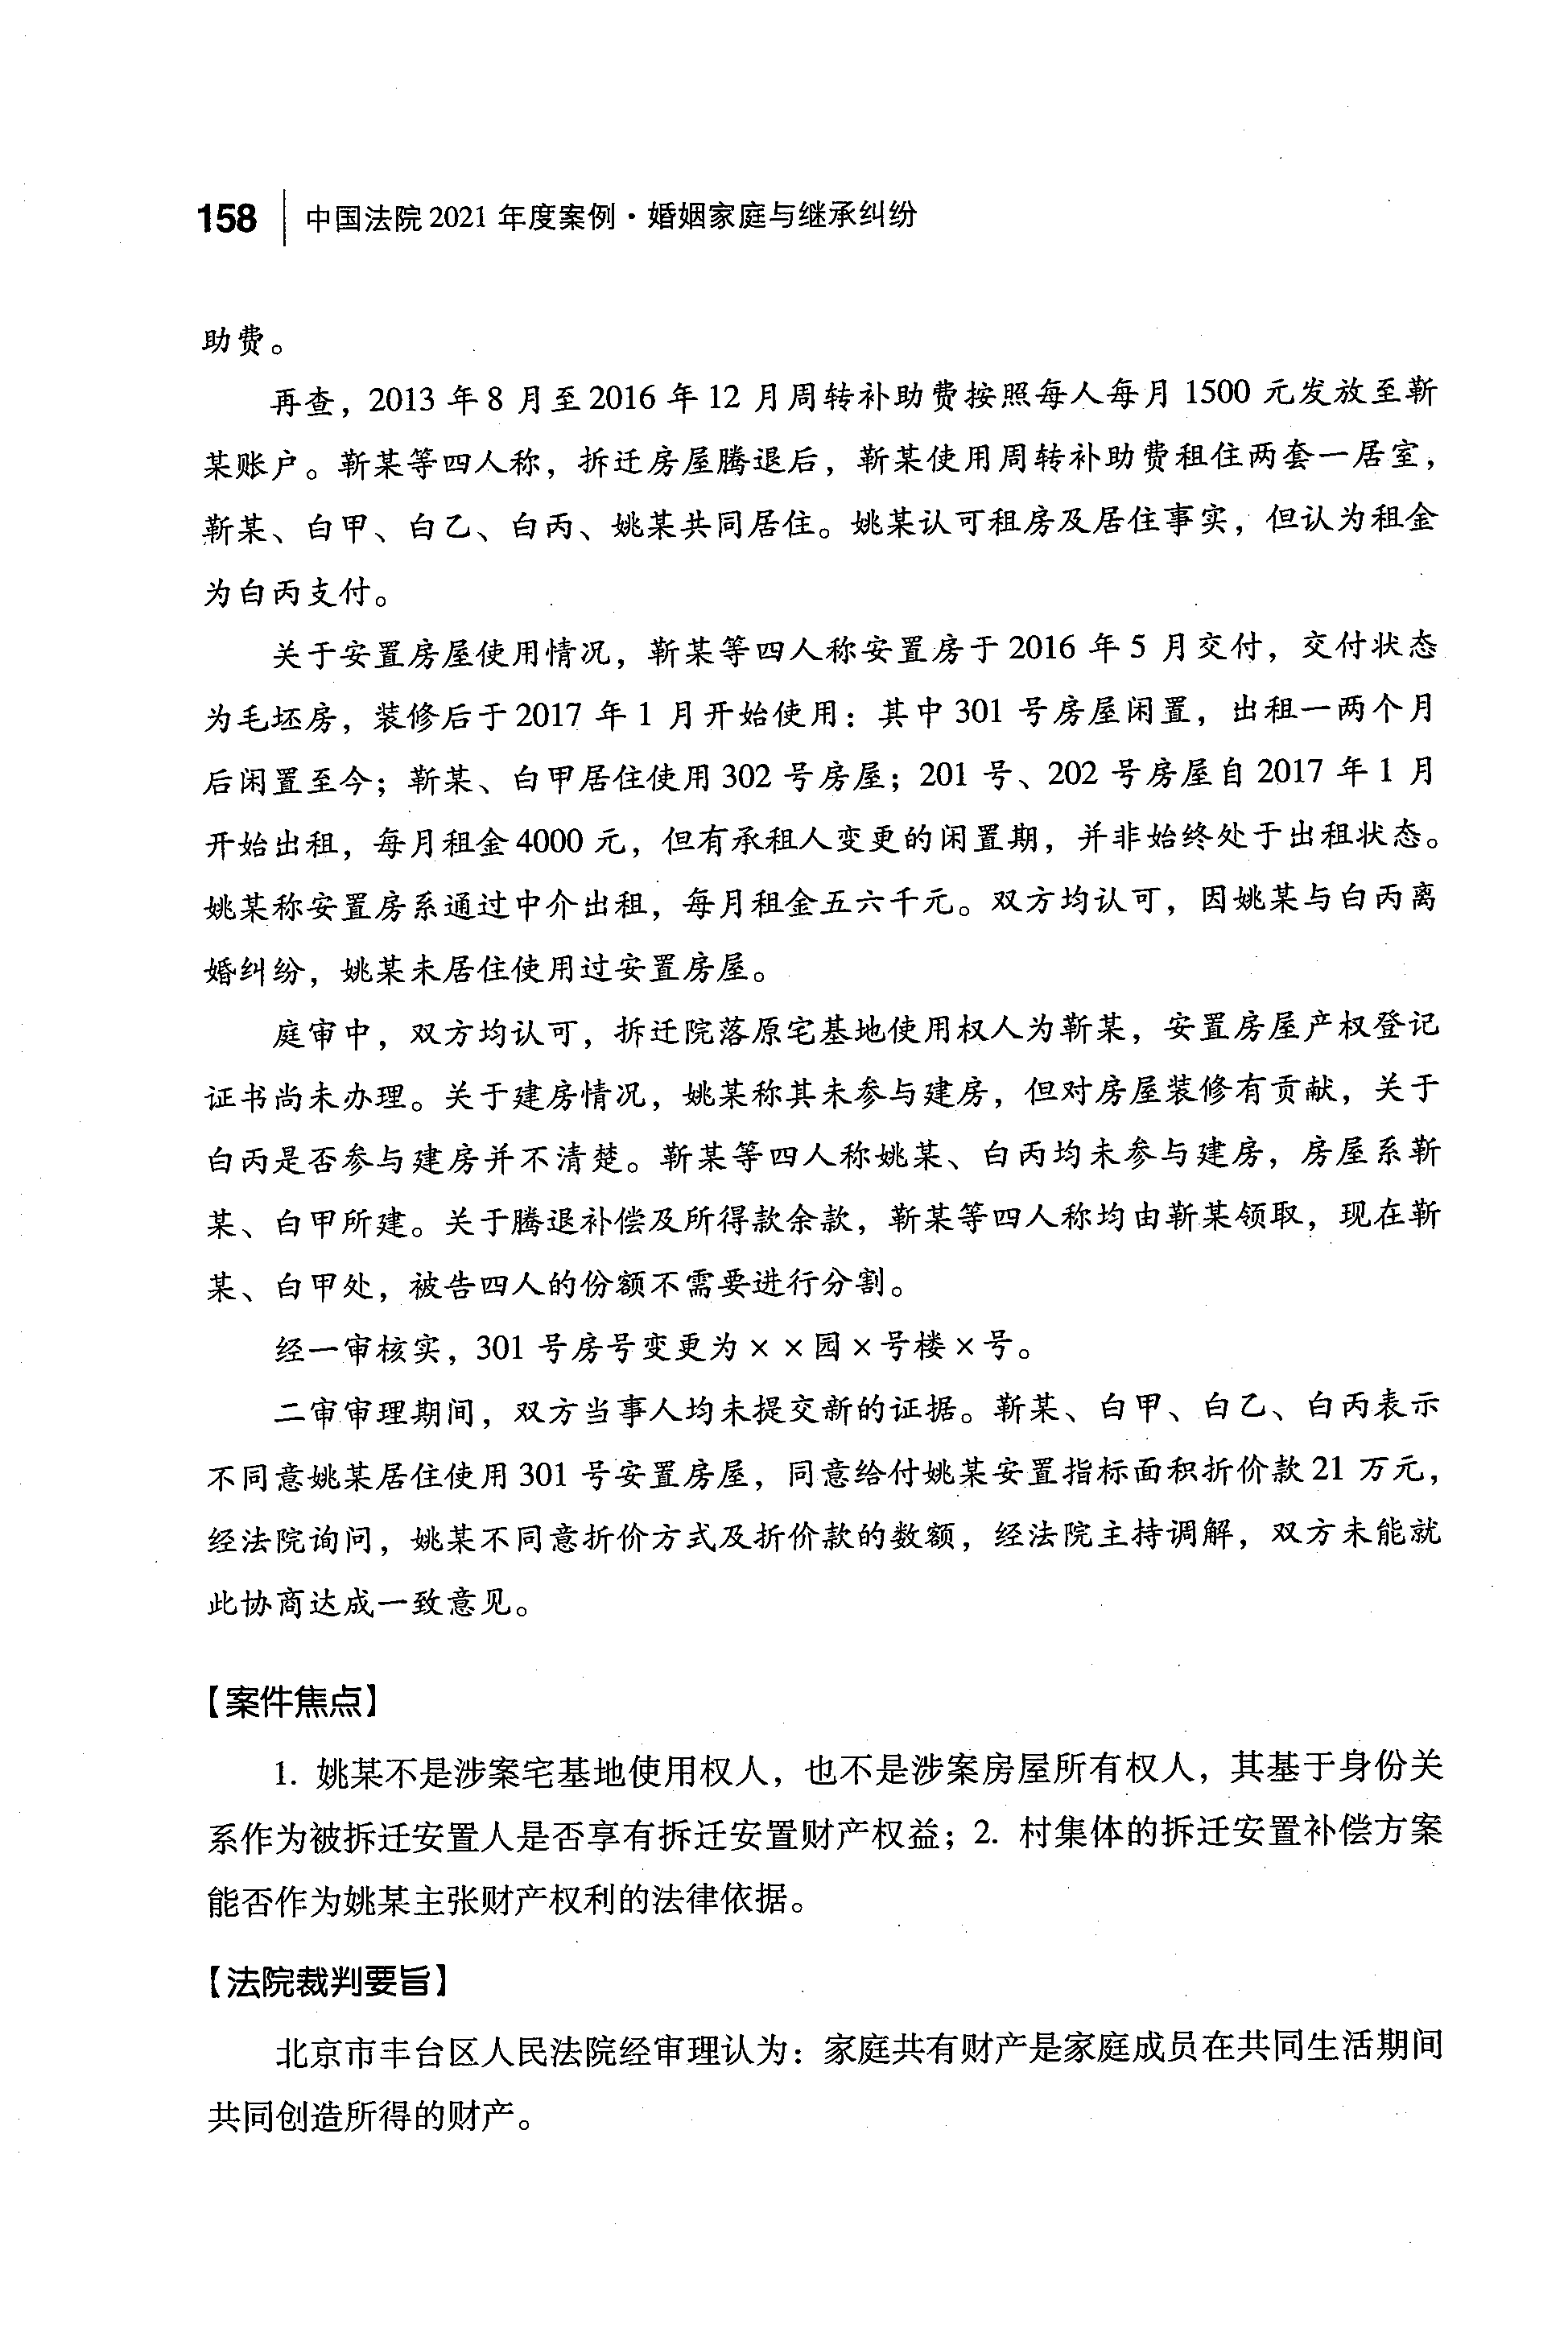 158 中国法院2021年度案例·婚姻家庭与继承纠纷
助费。
再查，2013年8月至2016年12月周转补助费按照每人每月1500元发放至靳
某账户。靳某等四人称，拆迁房屋腾退后，靳某使用周转补助费租住两套一居室，
靳某、白甲、白乙、白丙、姚某共同居住。姚某认可租房及居住事实，但认为租金
为白丙支付。
关于安置房屋使用情况，靳某等四人称安置房于2016年5月交付，交付状态
为毛坯房，装修后于2017年1月开始使用：其中301号房屋闲置，出租一两个月
后闲置至今；靳某、白甲居住使用302号房屋；201号、202号房屋自2017年1月
开始出租，每月租金4000元，但有承租人变更的闲置期，并非始终处于出租状态。
姚某称安置房系通过中介出租，每月租金五六千元。双方均认可，因姚某与白丙离
婚纠纷，姚某未居住使用过安置房屋。
庭审中，双方均认可，拆迁院落原宅基地使用权人为靳某，安置房屋产权登记
证书尚未办理。关于建房情况，姚某称其未参与建房，但对房屋装修有贡献，关于
白丙是否参与建房并不清楚。靳某等四人称姚某、白丙均未参与建房，房屋系靳
某、白甲所建。关于腾退补偿及所得款余款，靳某等四人称均由靳某领取，现在靳
某、白甲处，被告四人的份额不需要进行分割。
经一审核实，301号房号变更为××园×号楼×号。
二审审理期间，双方当事人均未提交新的证据。靳某、白甲、白乙、白丙表示
不同意姚某居住使用301号安置房屋，同意给付姚某安置指标面积折价款21万元，
经法院询问，姚某不同意折价方式及折价款的数额，经法院主持调解，双方未能就
此协商达成一致意见。
【案件焦点】
1. 姚某不是涉案宅基地使用权人，也不是涉案房屋所有权人，其基于身份关
系作为被拆迁安置人是否享有拆迁安置财产权益；2. 村集体的拆迁安置补偿方案
能否作为姚某主张财产权利的法律依据。
【法院裁判要旨】
北京市丰台区人民法院经审理认为：家庭共有财产是家庭成员在共同生活期间
共同创造所得的财产。